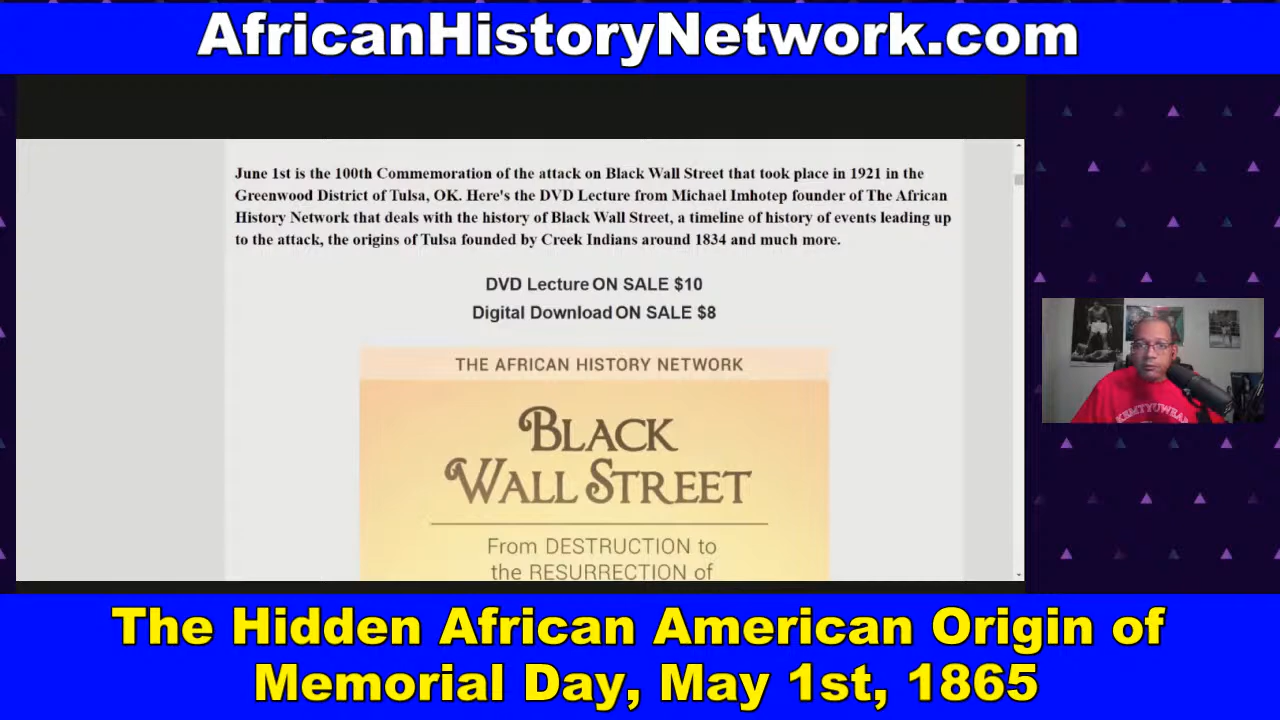 AfricanHistoryNetwork.com
June 1st is the 100th Commemoration of the attack on Black Wall Street that took place in 1921 in the
Greenwood District of Tulsa, OK. Here's the DVD Lecture from Michael Imhotep founder of The African
History Network that deals with the history of Black Wall Street, a timeline of history of events leading up
to the attack, the origins of Tulsa founded by Creek Indians around 1834 and much more.
DVD Lecture ON SALE $10
Digital Download ON SALE $8
THE AFRICAN HISTORY NETWORK
BLACK
WALL STREET
From DESTRUCTION to
the RESURRECTION of
KEMTYUWEAR
The Hidden African American Origin of
Memorial Day, May 1st, 1865